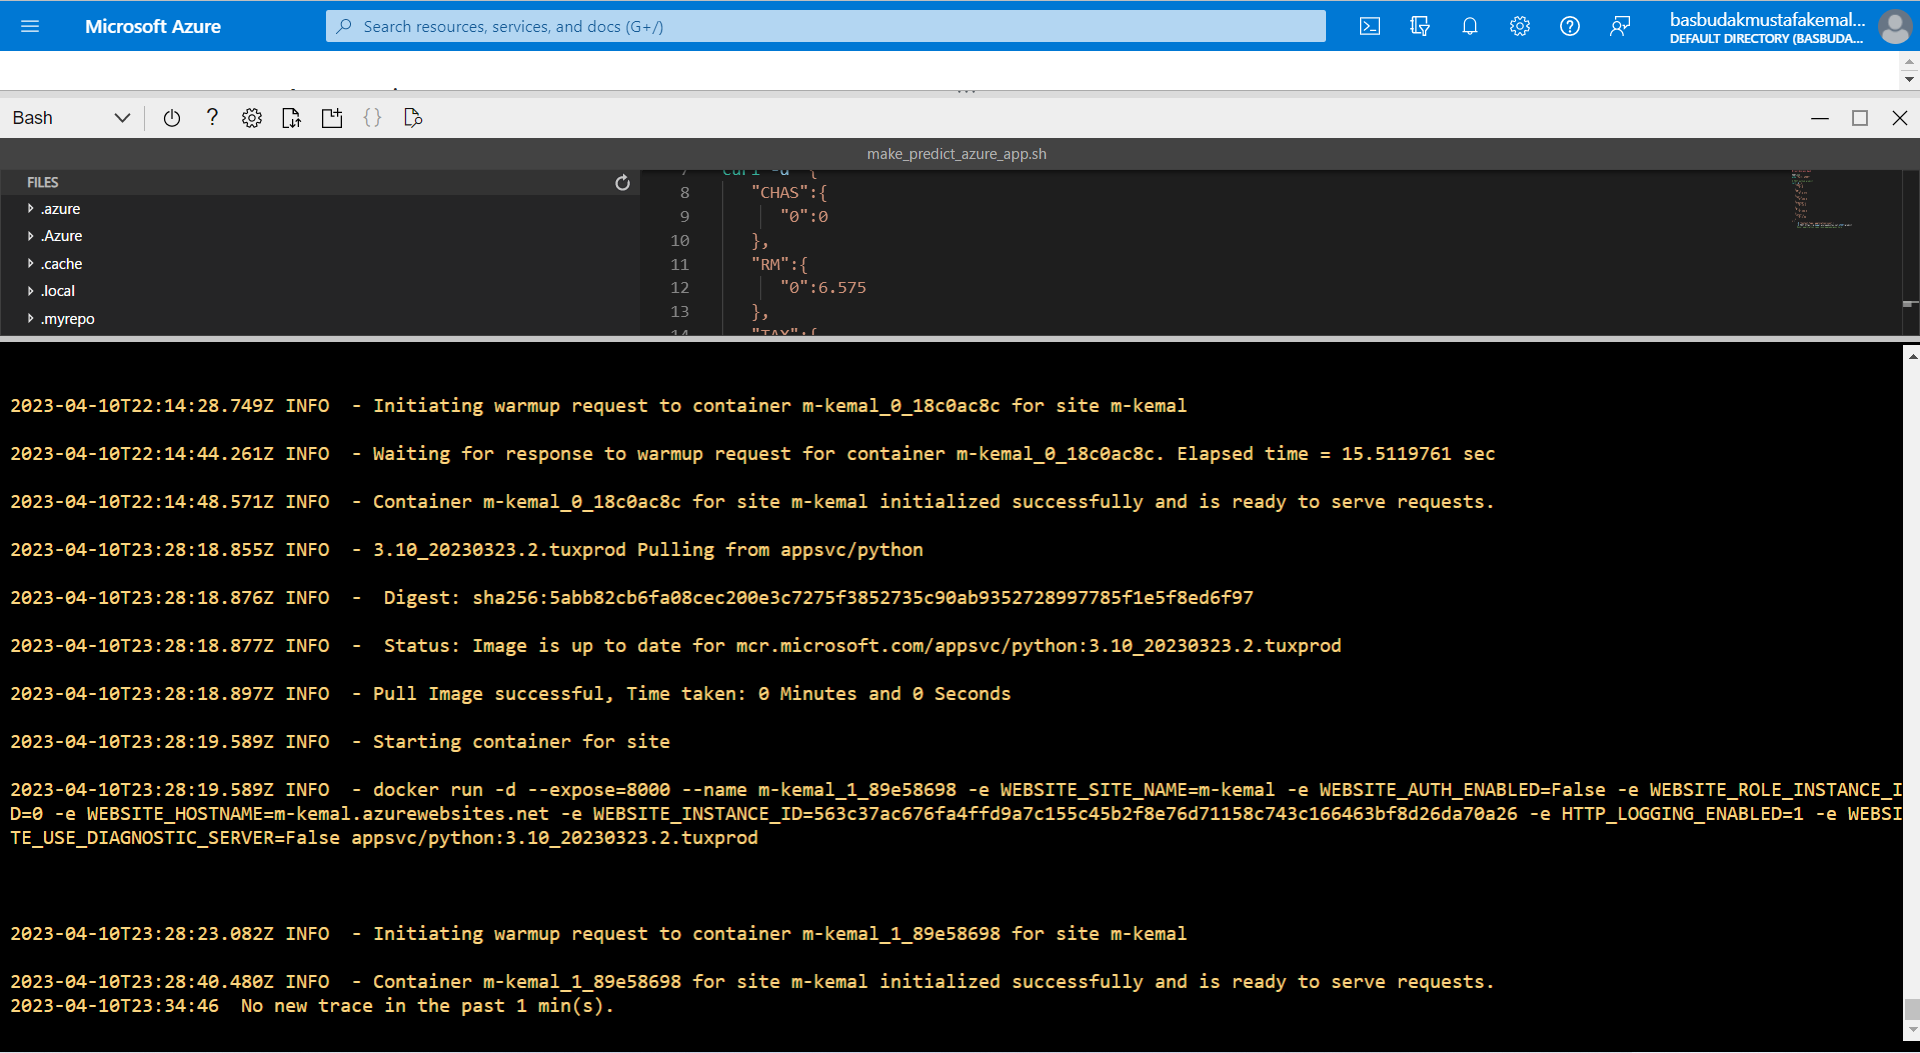 Microsoft Azure
Search resources, services, and docs (G+/)
basbudakmustafakemal...
DEFAULT DIRECTORY (BASBUDA...
Bash
make_predict_azure_app.sh
FILES
.azure
.Azure
.cache
.local
.myrepo
7 curl -d '{
8 "CHAS":{
9 "0":0
10 },
11 "RM":{
12 "0":6.575
13 },
14 "TAX":{
2023-04-10T22:14:28.749Z INFO  - Initiating warmup request to container m-kemal_0_18c0ac8c for site m-kemal
2023-04-10T22:14:44.261Z INFO  - Waiting for response to warmup request for container m-kemal_0_18c0ac8c. Elapsed time = 15.5119761 sec
2023-04-10T22:14:48.571Z INFO  - Container m-kemal_0_18c0ac8c for site m-kemal initialized successfully and is ready to serve requests.
2023-04-10T23:28:18.855Z INFO  - 3.10_20230323.2.tuxprod Pulling from appsvc/python
2023-04-10T23:28:18.876Z INFO  -  Digest: sha256:5abb82cb6fa08cec200e3c7275f3852735c90ab9352728997785f1e5f8ed6f97
2023-04-10T23:28:18.877Z INFO  -  Status: Image is up to date for mcr.microsoft.com/appsvc/python:3.10_20230323.2.tuxprod
2023-04-10T23:28:18.897Z INFO  - Pull Image successful, Time taken: 0 Minutes and 0 Seconds
2023-04-10T23:28:19.589Z INFO  - Starting container for site
2023-04-10T23:28:19.589Z INFO  - docker run -d --expose=8000 --name m-kemal_1_89e58698 -e WEBSITE_SITE_NAME=m-kemal -e WEBSITE_AUTH_ENABLED=False -e WEBSITE_ROLE_INSTANCE_I
D=0 -e WEBSITE_HOSTNAME=m-kemal.azurewebsites.net -e WEBSITE_INSTANCE_ID=563c37ac676fa4ffd9a7c155c45b2f8e76d71158c743c166463bf8d26da70a26 -e HTTP_LOGGING_ENABLED=1 -e WEBSI
TE_USE_DIAGNOSTIC_SERVER=False appsvc/python:3.10_20230323.2.tuxprod
2023-04-10T23:28:23.082Z INFO  - Initiating warmup request to container m-kemal_1_89e58698 for site m-kemal
2023-04-10T23:28:40.480Z INFO  - Container m-kemal_1_89e58698 for site m-kemal initialized successfully and is ready to serve requests.
2023-04-10T23:34:46  No new trace in the past 1 min(s).